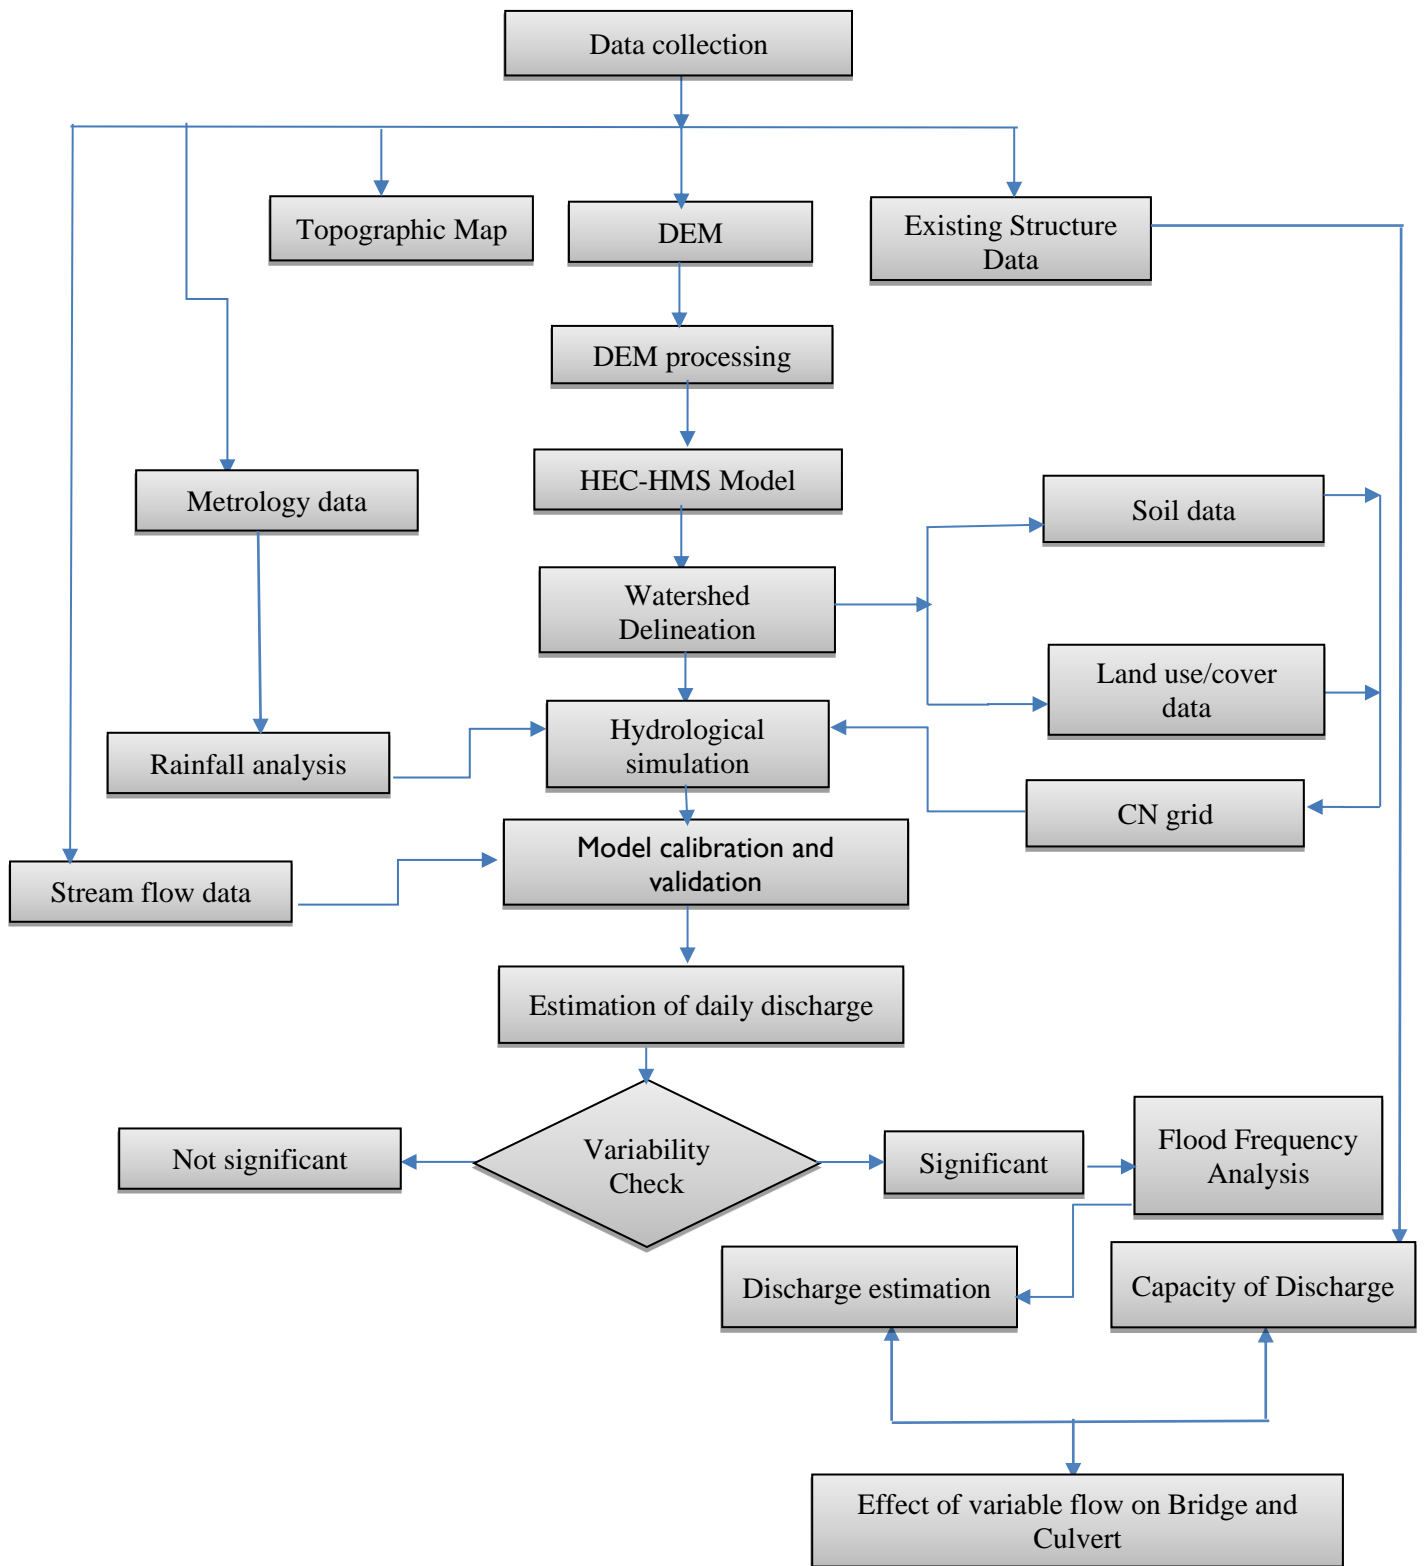 Data collection
Topographic Map
DEM
Existing Structure
Data
DEM processing
HEC-HMS Model
Metrology data
Soil data
Watershed
Delineation
Land use/cover
data
Hydrological
simulation
Rainfall analysis
CN grid
Model calibration and
validation
Stream flow data
Estimation of daily discharge
Variability
Check
Not significant
Significant
Flood Frequency
Analysis
Discharge estimation
Capacity of Discharge
Effect of variable flow on Bridge and
Culvert